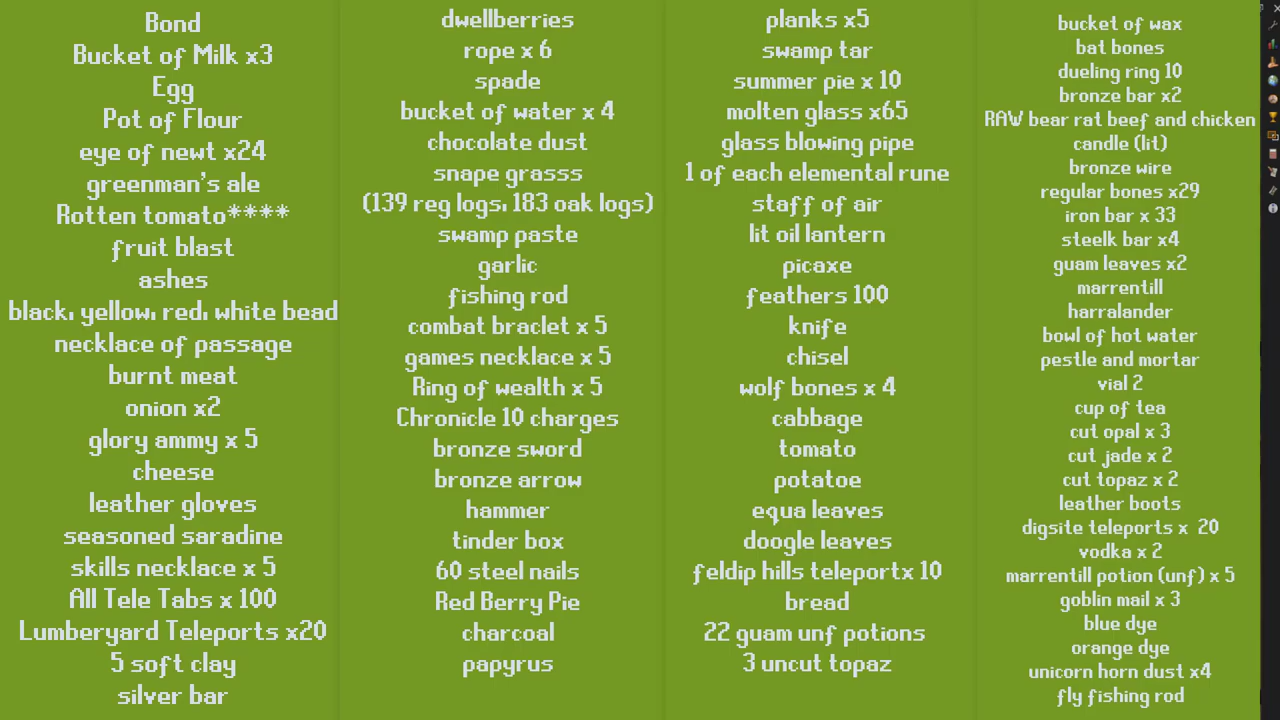 Bond
Bucket of Milk x3
Egg
Pot of Flour
eye of newt x24
greenman's ale
Rotten tomato****
fruit blast
ashes
black, yellow, red, white bead
necklace of passage
burnt meat
onion x2
glory ammy x 5
cheese
leather gloves
seasoned saradine
skills necklace x 5
All Tele Tabs x 100
Lumberyard Teleports x20
5 soft clay
silver bar
dwellberries
rope x 6
spade
bucket of water x 4
chocolate dust
snape grasss
(139 reg logs, 183 oak logs)
swamp paste
garlic
fishing rod
combat braclet x 5
games necklace x 5
Ring of wealth x 5
Chronicle 10 charges
bronze sword
bronze arrow
hammer
tinder box
60 steel nails
Red Berry Pie
charcoal
papyrus
planks x5
swamp tar
summer pie x 10
molten glass x65
glass blowing pipe
1 of each elemental rune
staff of air
lit oil lantern
picaxe
feathers 100
knife
chisel
wolf bones x 4
cabbage
tomato
potatoe
equa leaves
doogle leaves
feldip hills teleportx 10
bread
22 guam unf potions
3 uncut topaz
bucket of wax
bat bones
dueling ring 10
bronze bar x2
RAW bear rat beef and chicken
candle (lit)
bronze wire
regular bones x29
iron bar x 33
steelk bar x4
guam leaves x2
marrentill
harralander
bowl of hot water
pestle and mortar
vial 2
cup of tea
cut opal x 3
cut jade x 2
cut topaz x 2
leather boots
digsite teleports x 20
vodka x 2
marrentill potion (unf) x 5
goblin mail x 3
blue dye
orange dye
unicorn horn dust x4
fly fishing rod